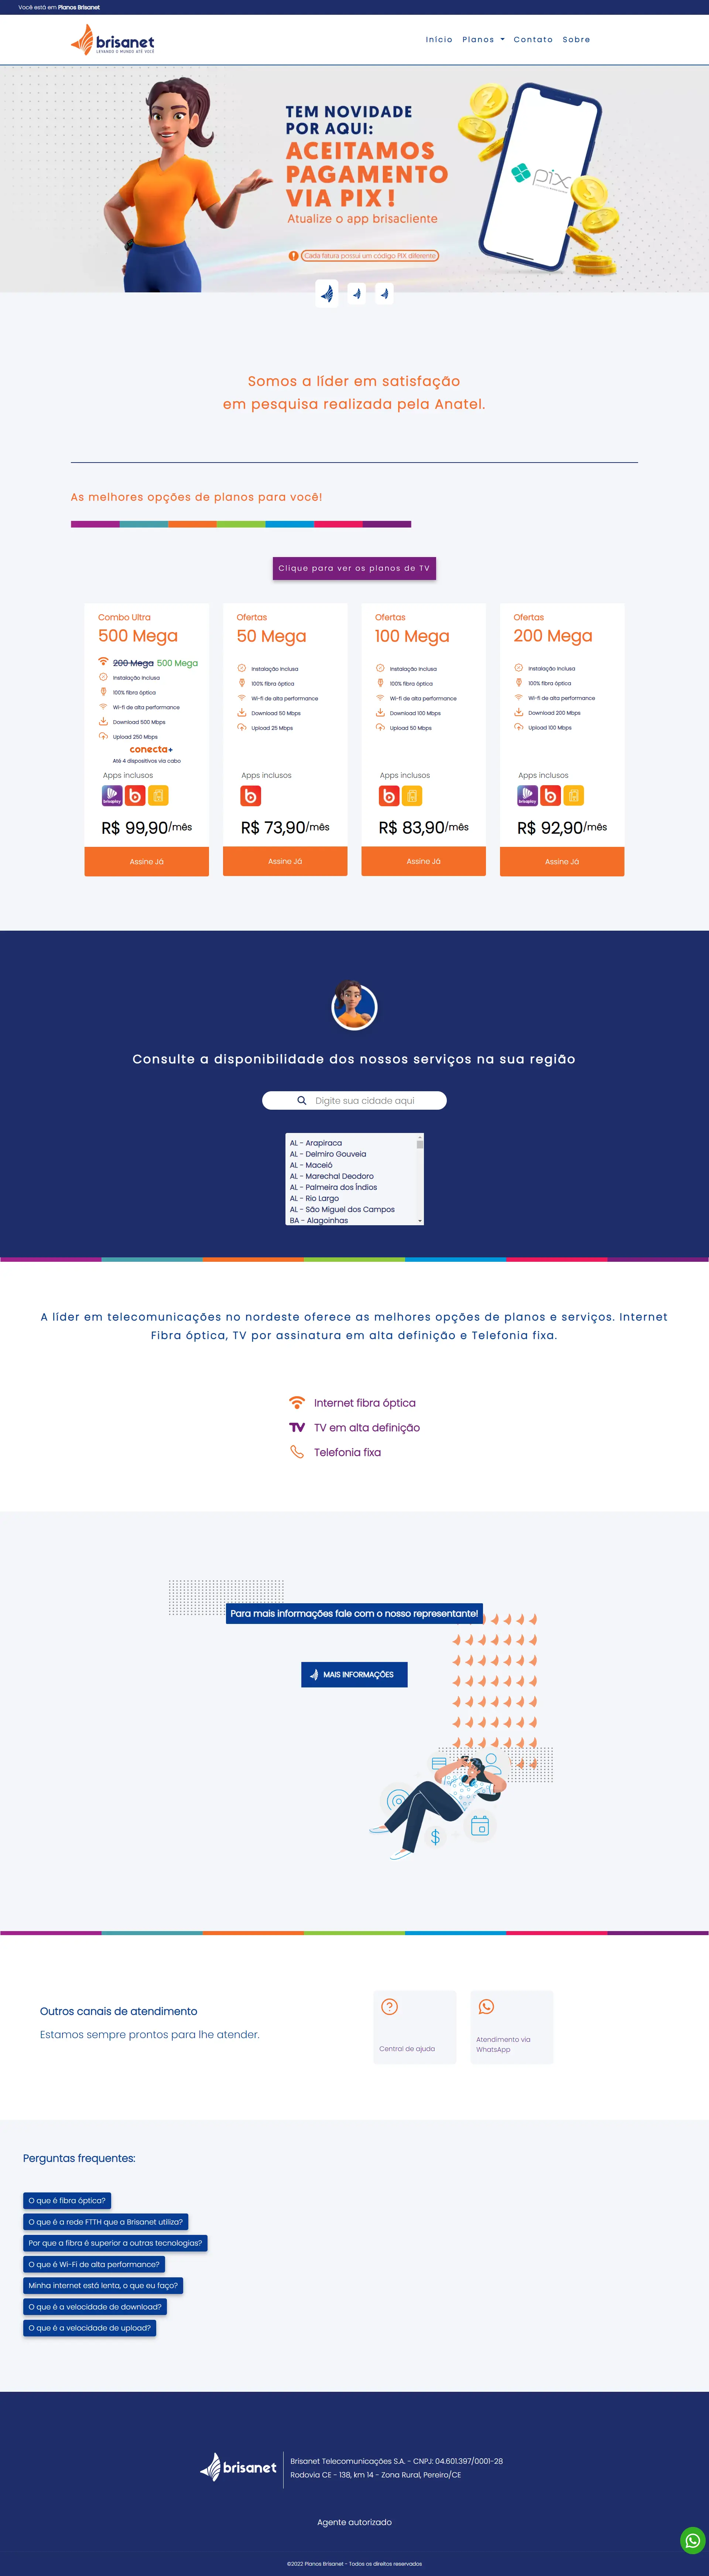 Você está em Planos Brisanet
brisanet
LEVANDO O MUNDO ATÉ VOCÊ
Início Planos Contato Sobre
TEM NOVIDADE
POR AQUI:
ACEITAMOS
PAGAMENTO
VIA PIX!
Atualize o app brisacliente
Cada fatura possui um código PIX diferente
pix
Somos a líder em satisfação
em pesquisa realizada pela Anatel.
As melhores opções de planos para você!
Clique para ver os planos de TV
Combo Ultra
500 Mega
200 Mega 500 Mega
Instalação Inclusa
100% fibra óptica
Wi-fi de alta performance
Download 500 Mbps
Upload 250 Mbps
conecta+
Até 4 dispositivos via cabo
Apps inclusos
brisaplay
R$ 99,90/mês
Assine Já
Ofertas
50 Mega
Instalação Inclusa
100% fibra óptica
Wi-fi de alta performance
Download 50 Mbps
Upload 25 Mbps
Apps inclusos
R$ 73,90/mês
Assine Já
Ofertas
100 Mega
Instalação Inclusa
100% fibra óptica
Wi-fi de alta performance
Download 100 Mbps
Upload 50 Mbps
Apps inclusos
R$ 83,90/mês
Assine Já
Ofertas
200 Mega
Instalação Inclusa
100% fibra óptica
Wi-fi de alta performance
Download 200 Mbps
Upload 100 Mbps
Apps inclusos
brisaplay
R$ 92,90/mês
Assine Já
Consulte a disponibilidade dos nossos serviços na sua região
Digite sua cidade aqui
AL - Arapiraca
AL - Delmiro Gouveia
AL - Maceió
AL - Marechal Deodoro
AL - Palmeira dos Índios
AL - Rio Largo
AL - São Miguel dos Campos
BA - Alagoinhas
A líder em telecomunicações no nordeste oferece as melhores opções de planos e serviços. Internet
Fibra óptica, TV por assinatura em alta definição e Telefonia fixa.
Internet fibra óptica
TV TV em alta definição
Telefonia fixa
Para mais informações fale com o nosso representante!
MAIS INFORMAÇÕES
Outros canais de atendimento
Estamos sempre prontos para lhe atender.
Central de ajuda
Atendimento via
WhatsApp
Perguntas frequentes:
O que é fibra óptica?
O que é a rede FTTH que a Brisanet utiliza?
Por que a fibra é superior a outras tecnologias?
O que é Wi-Fi de alta performance?
Minha internet está lenta, o que eu faço?
O que é a velocidade de download?
O que é a velocidade de upload?
brisanet
Brisanet Telecomunicações S.A. - CNPJ: 04.601.397/0001-28
Rodovia CE - 138, km 14 - Zona Rural, Pereiro/CE
Agente autorizado
©2022 Planos Brisanet - Todos os direitos reservados